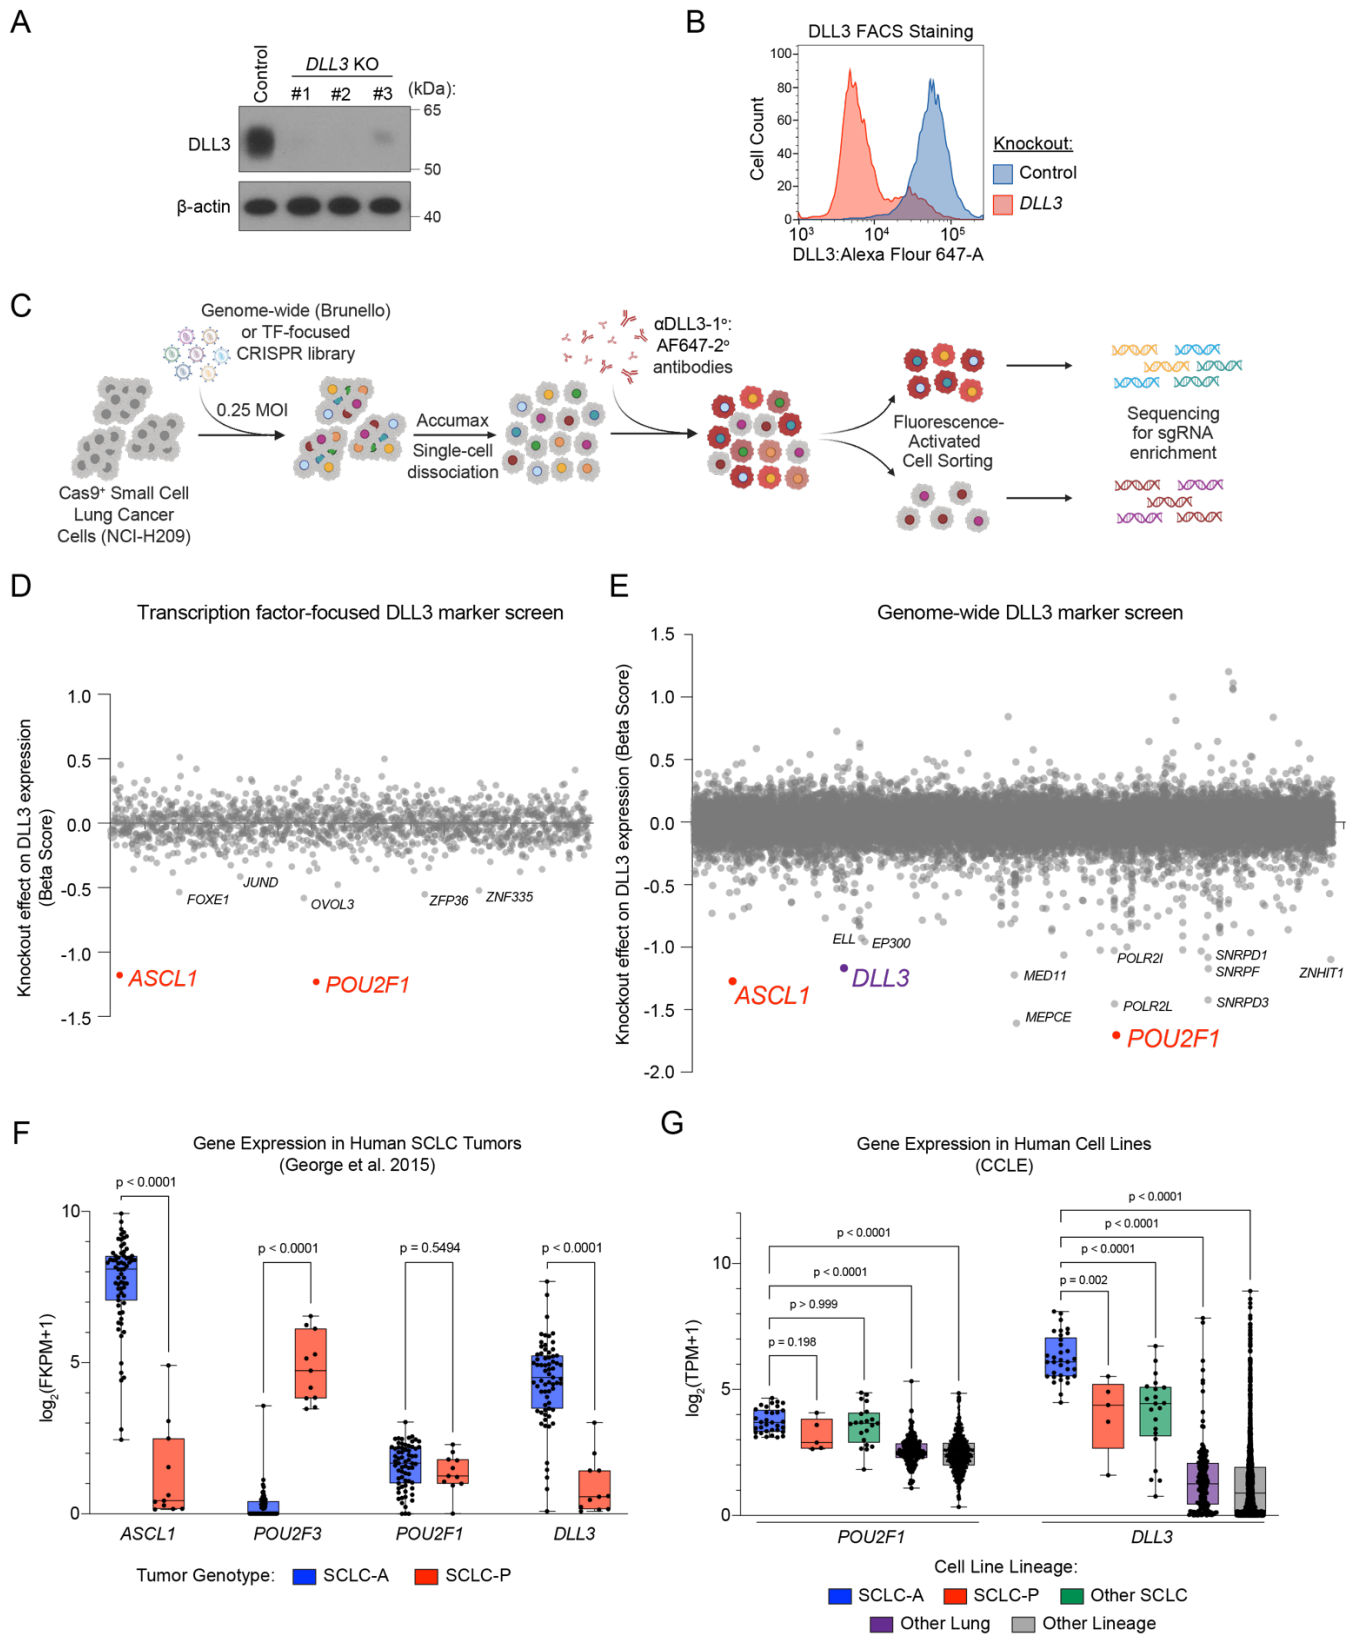 A
Control
DLL3 KO
#1 #2 #3 (kDa):
65
DLL3
50
β-actin
40
B
DLL3 FACS Staining
Cell Count
100
80
60
40
20
0
10³ 10⁴ 10⁵
DLL3:Alexa Flour 647-A
Knockout:
Control
DLL3
C
Genome-wide (Brunello)
or TF-focused
CRISPR library
0.25 MOI
Cas9⁺ Small Cell
Lung Cancer
Cells (NCI-H209)
Accumax
Single-cell
dissociation
αDLL3-1°:
AF647-2°
antibodies
Fluorescence-
Activated
Cell Sorting
Sequencing
for sgRNA
enrichment
D
Transcription factor-focused DLL3 marker screen
Knockout effect on DLL3 expression
(Beta Score)
1.0
0.5
0.0
-0.5
-1.0
-1.5
FOXE1
JUND
OVOL3
ZFP36
ZNF335
ASCL1
POU2F1
E
Genome-wide DLL3 marker screen
Knockout effect on DLL3 expression (Beta Score)
1.5
1.0
0.5
0.0
-0.5
-1.0
-1.5
-2.0
ELL
EP300
DLL3
ASCL1
MED11
MEPCE
POLR2I
POLR2L
SNRPD1
SNRPF
SNRPD3
ZNHIT1
POU2F1
F
Gene Expression in Human SCLC Tumors
(George et al. 2015)
log₂(FKPM+1)
10
5
0
p < 0.0001
p < 0.0001
p = 0.5494
p < 0.0001
ASCL1 POU2F3 POU2F1 DLL3
Tumor Genotype: SCLC-A SCLC-P
G
Gene Expression in Human Cell Lines
(CCLE)
log₂(TPM+1)
10
5
0
p < 0.0001
p < 0.0001
p > 0.999
p = 0.198
p < 0.0001
p < 0.0001
p < 0.0001
p = 0.002
POU2F1 DLL3
Cell Line Lineage:
SCLC-A SCLC-P Other SCLC
Other Lung Other Lineage